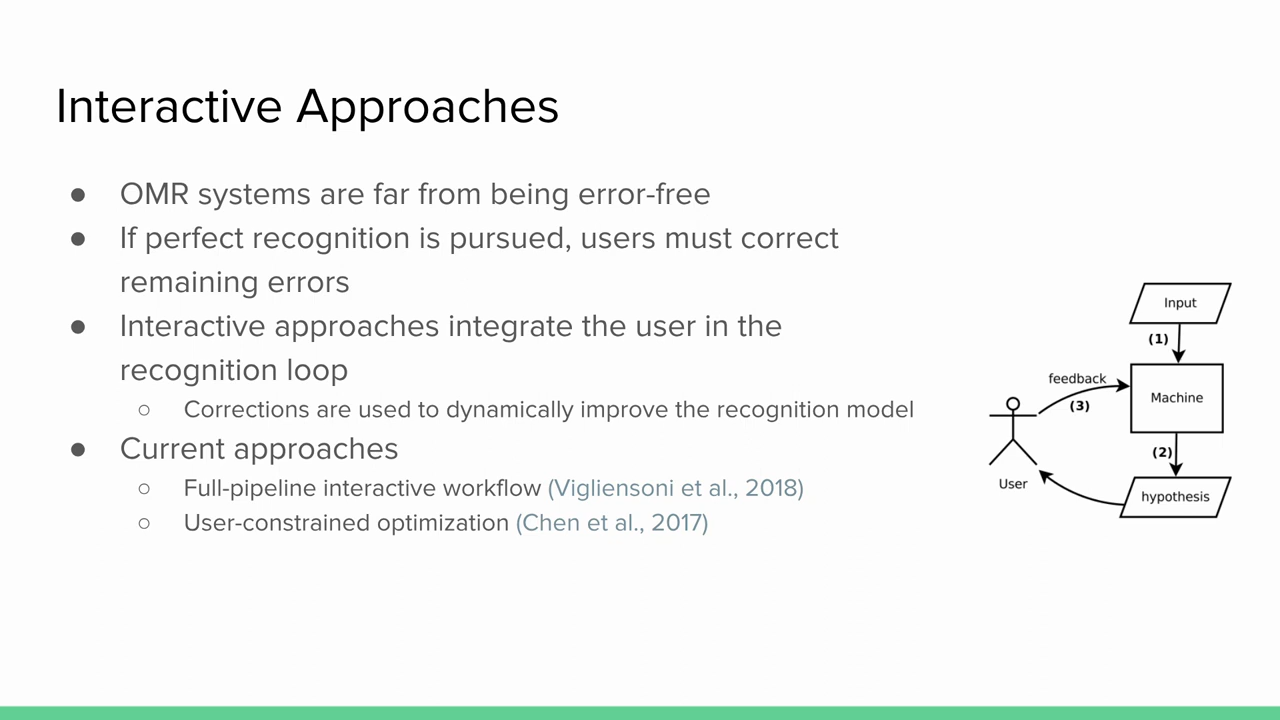 Interactive Approaches
● OMR systems are far from being error-free
● If perfect recognition is pursued, users must correct
remaining errors
● Interactive approaches integrate the user in the
recognition loop
○ Corrections are used to dynamically improve the recognition model
● Current approaches
○ Full-pipeline interactive workflow (Vigliensoni et al., 2018)
○ User-constrained optimization (Chen et al., 2017)
Input
(1)
feedback
(3)
Machine
(2)
User
hypothesis